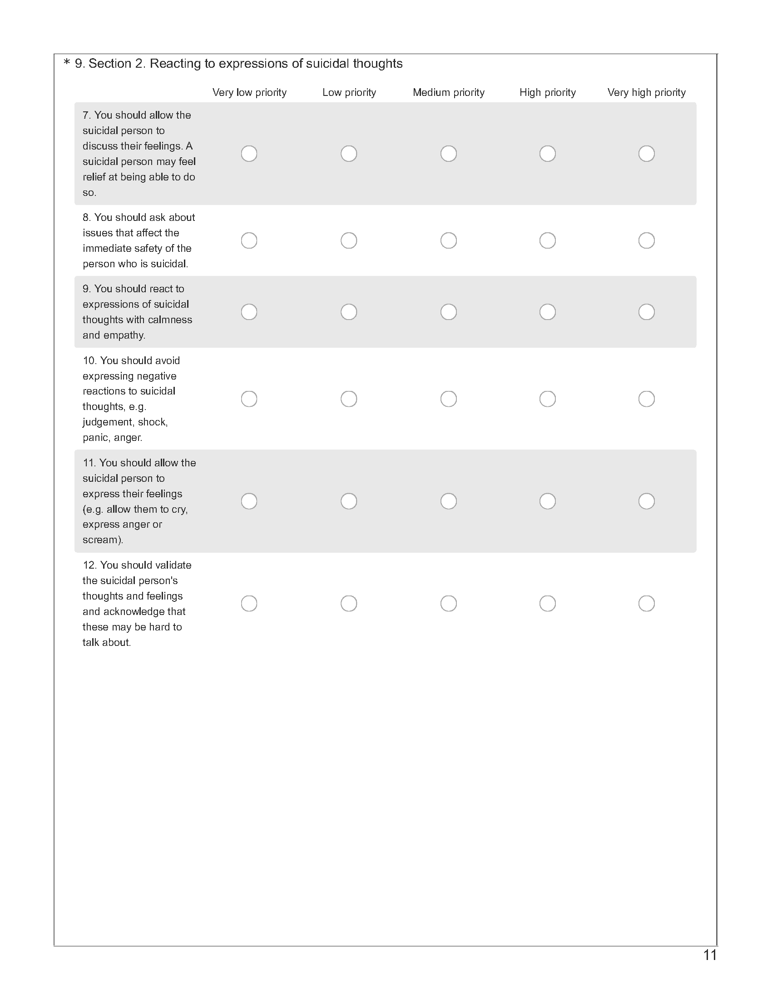 * 9. Section 2. Reacting to expressions of suicidal thoughts
Very low priority Low priority Medium priority High priority Very high priority
7. You should allow the
suicidal person to
discuss their feelings. A
suicidal person may feel
relief at being able to do
so.
8. You should ask about
issues that affect the
immediate safety of the
person who is suicidal.
9. You should react to
expressions of suicidal
thoughts with calmness
and empathy.
10. You should avoid
expressing negative
reactions to suicidal
thoughts, e.g.
judgement, shock,
panic, anger.
11. You should allow the
suicidal person to
express their feelings
(e.g. allow them to cry,
express anger or
scream).
12. You should validate
the suicidal person's
thoughts and feelings
and acknowledge that
these may be hard to
talk about.
11